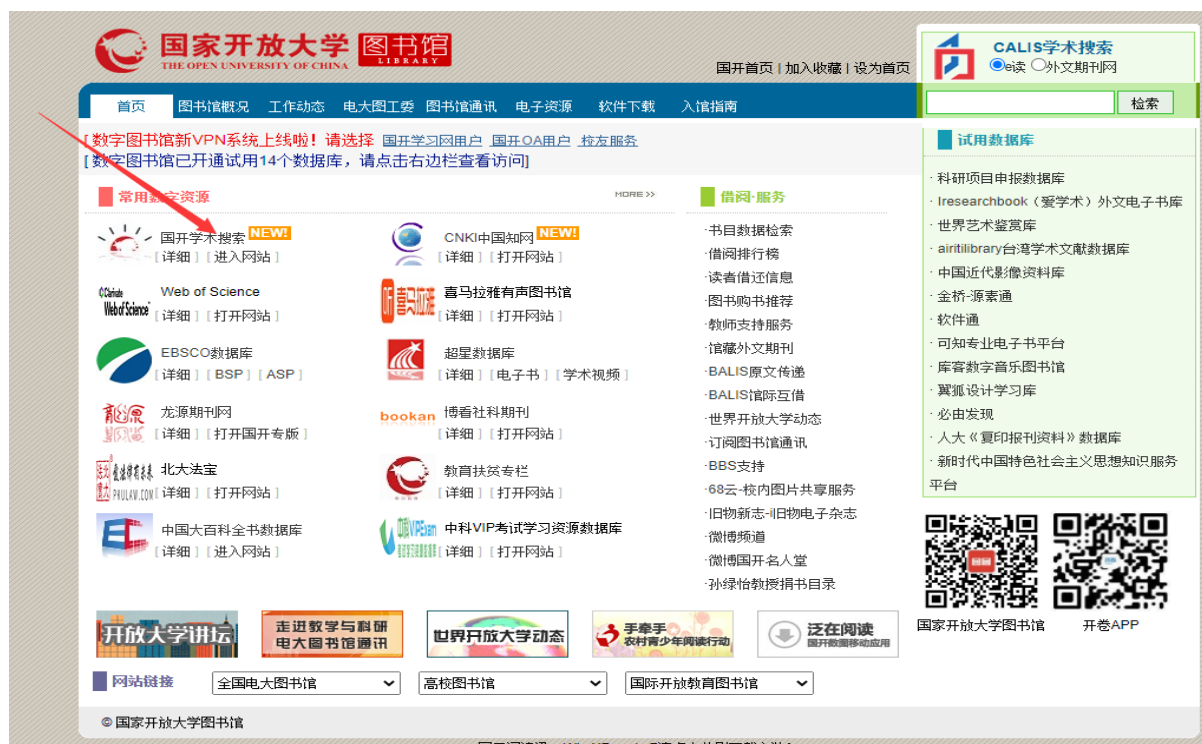 国家开放大学 图书馆
THE OPEN UNIVERSITY OF CHINA LIBRARY
国开首页 | 加入收藏 | 设为首页
CALIS学术搜索
e读 外文期刊网
检索
首页 图书馆概况 工作动态 电大图工委 图书馆通讯 电子资源 软件下载 入馆指南
[ 数字图书馆新VPN系统上线啦！请选择 国开学习网用户 国开OA用户 校友服务
[ 数字图书馆已开通试用14个数据库，请点击右边栏查看访问]
常用数字资源 MORE >>
国开学术搜索 NEW!
[ 详细 ] [ 进入网站 ]
CNKI中国知网 NEW!
[ 详细 ] [ 打开网站 ]
Clarivate
Web of Science
Web of Science
[ 详细 ] [ 打开网站 ]
听 喜马拉雅
喜马拉雅有声图书馆
[ 详细 ] [ 打开网站 ]
EBSCO数据库
[ 详细 ] [ BSP ] [ ASP ]
超星数据库
[ 详细 ] [ 电子书 ] [ 学术视频 ]
龙源期刊网
[ 详细 ] [ 打开国开专版 ]
bookan
博看社科期刊
[ 详细 ] [ 打开网站 ]
PKULAW.COM
北大法宝
[ 详细 ] [ 打开网站 ]
教育扶贫专栏
[ 详细 ] [ 打开网站 ]
中国大百科全书数据库
[ 详细 ] [ 进入网站 ]
中科VIPExam
中科VIP考试学习资源数据库
[ 详细 ] [ 打开网站 ]
借阅·服务
·书目数据检索
·借阅排行榜
·读者借还信息
·图书购书推荐
·教师支持服务
·馆藏外文期刊
·BALIS原文传递
·BALIS馆际互借
·世界开放大学动态
·订阅图书馆通讯
·BBS支持
·68云-校内图片共享服务
·旧物新志-旧物电子杂志
·微博频道
·微博国开名人堂
·孙绿怡教授捐书目录
试用数据库
· 科研项目申报数据库
· Iresearchbook（爱学术）外文电子书库
· 世界艺术鉴赏库
· airitilibrary台湾学术文献数据库
· 中国近代影像资料库
· 金桥-源素通
· 软件通
· 可知专业电子书平台
· 库客数字音乐图书馆
· 翼狐设计学习库
· 必由发现
· 人大《复印报刊资料》数据库
· 新时代中国特色社会主义思想知识服务
平台
国家开放大学图书馆 开卷APP
开放大学讲坛
走进教学与科研
电大图书馆通讯
世界开放大学动态
手牵手
农村青少年阅读行动
泛在阅读
国开数图移动应用
网站链接 全国电大图书馆 高校图书馆 国际开放教育图书馆
© 国家开放大学图书馆